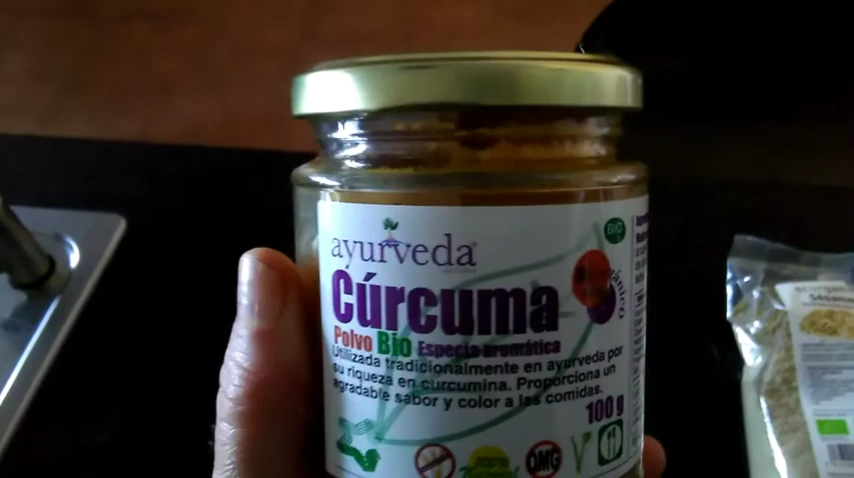 ayurveda
BIO
Cúrcuma
Polvo Bio Especia aromática
Utilizada tradicionalmente en ayurveda por
su riqueza en curcumina. Proporciona un
agradable sabor y color a las comidas.
100 g
OMG
Sésamo